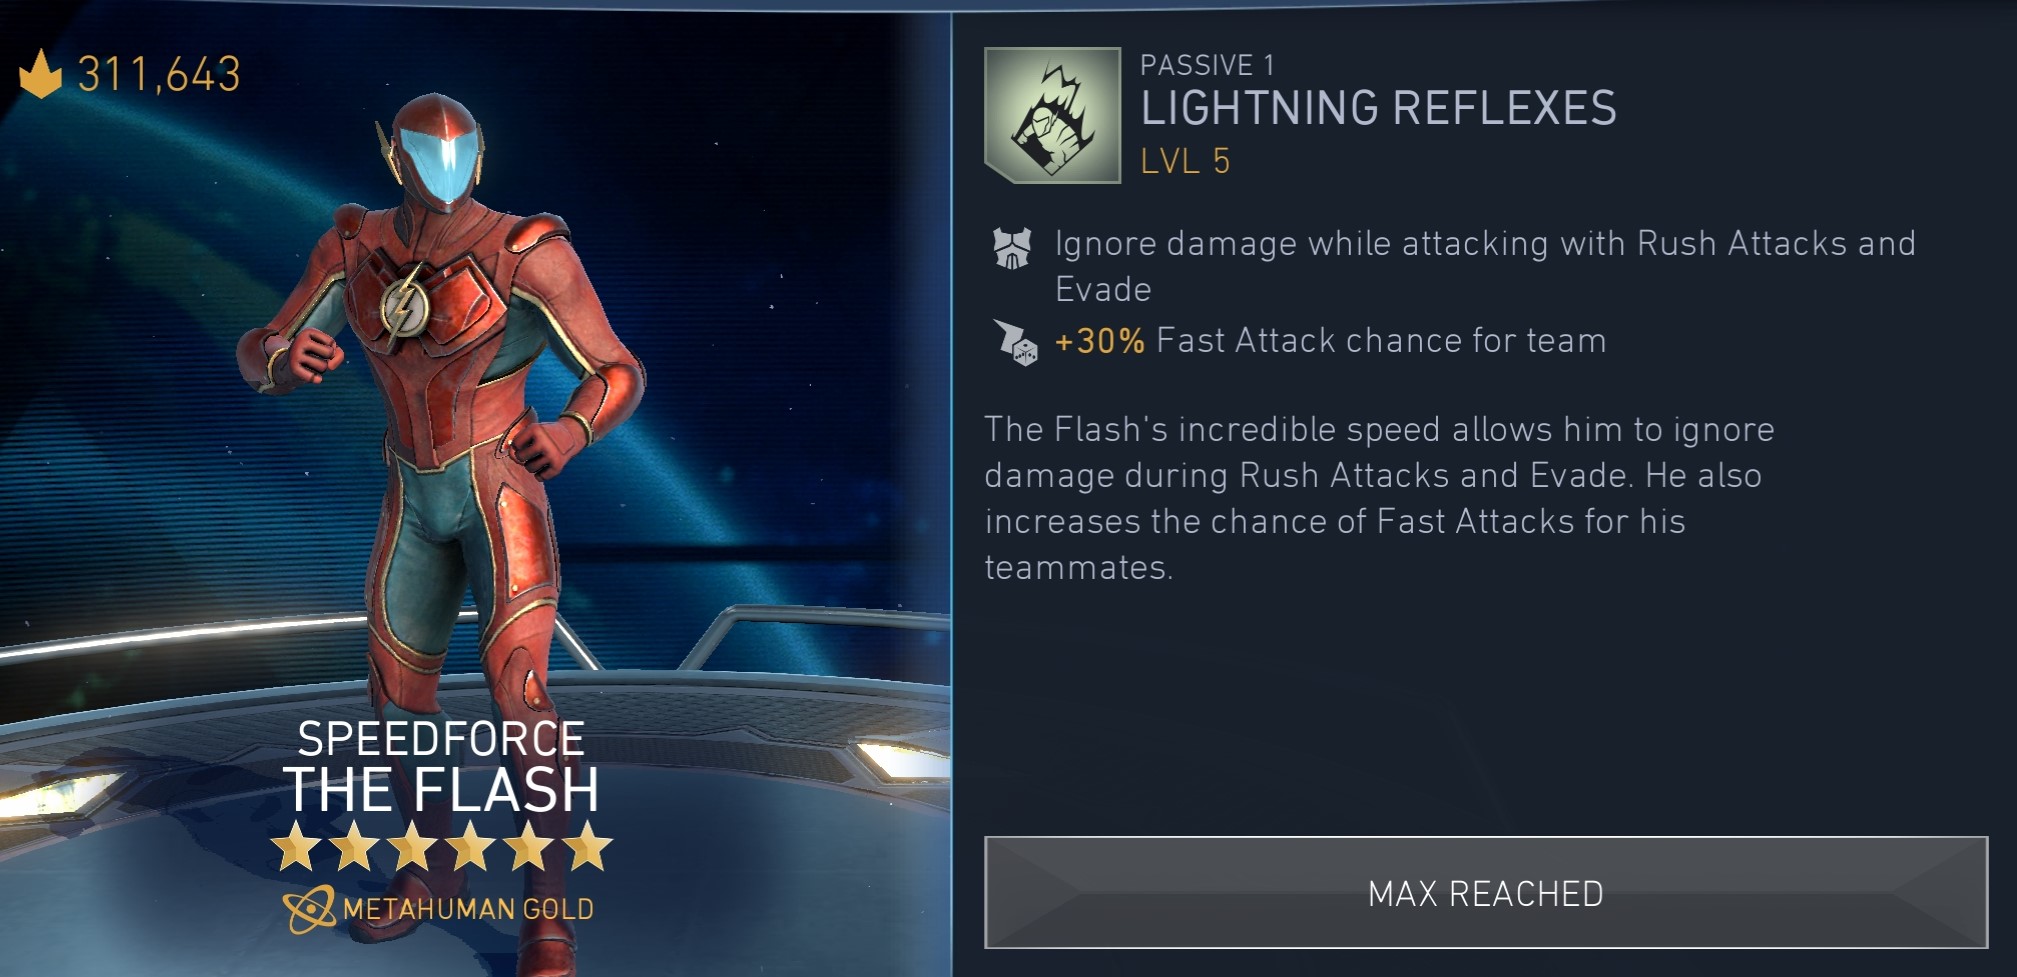 311,643
SPEEDFORCE
THE FLASH
METAHUMAN GOLD
PASSIVE 1
LIGHTNING REFLEXES
LVL 5
Ignore damage while attacking with Rush Attacks and
Evade
+30% Fast Attack chance for team
The Flash's incredible speed allows him to ignore
damage during Rush Attacks and Evade. He also
increases the chance of Fast Attacks for his
teammates.
MAX REACHED